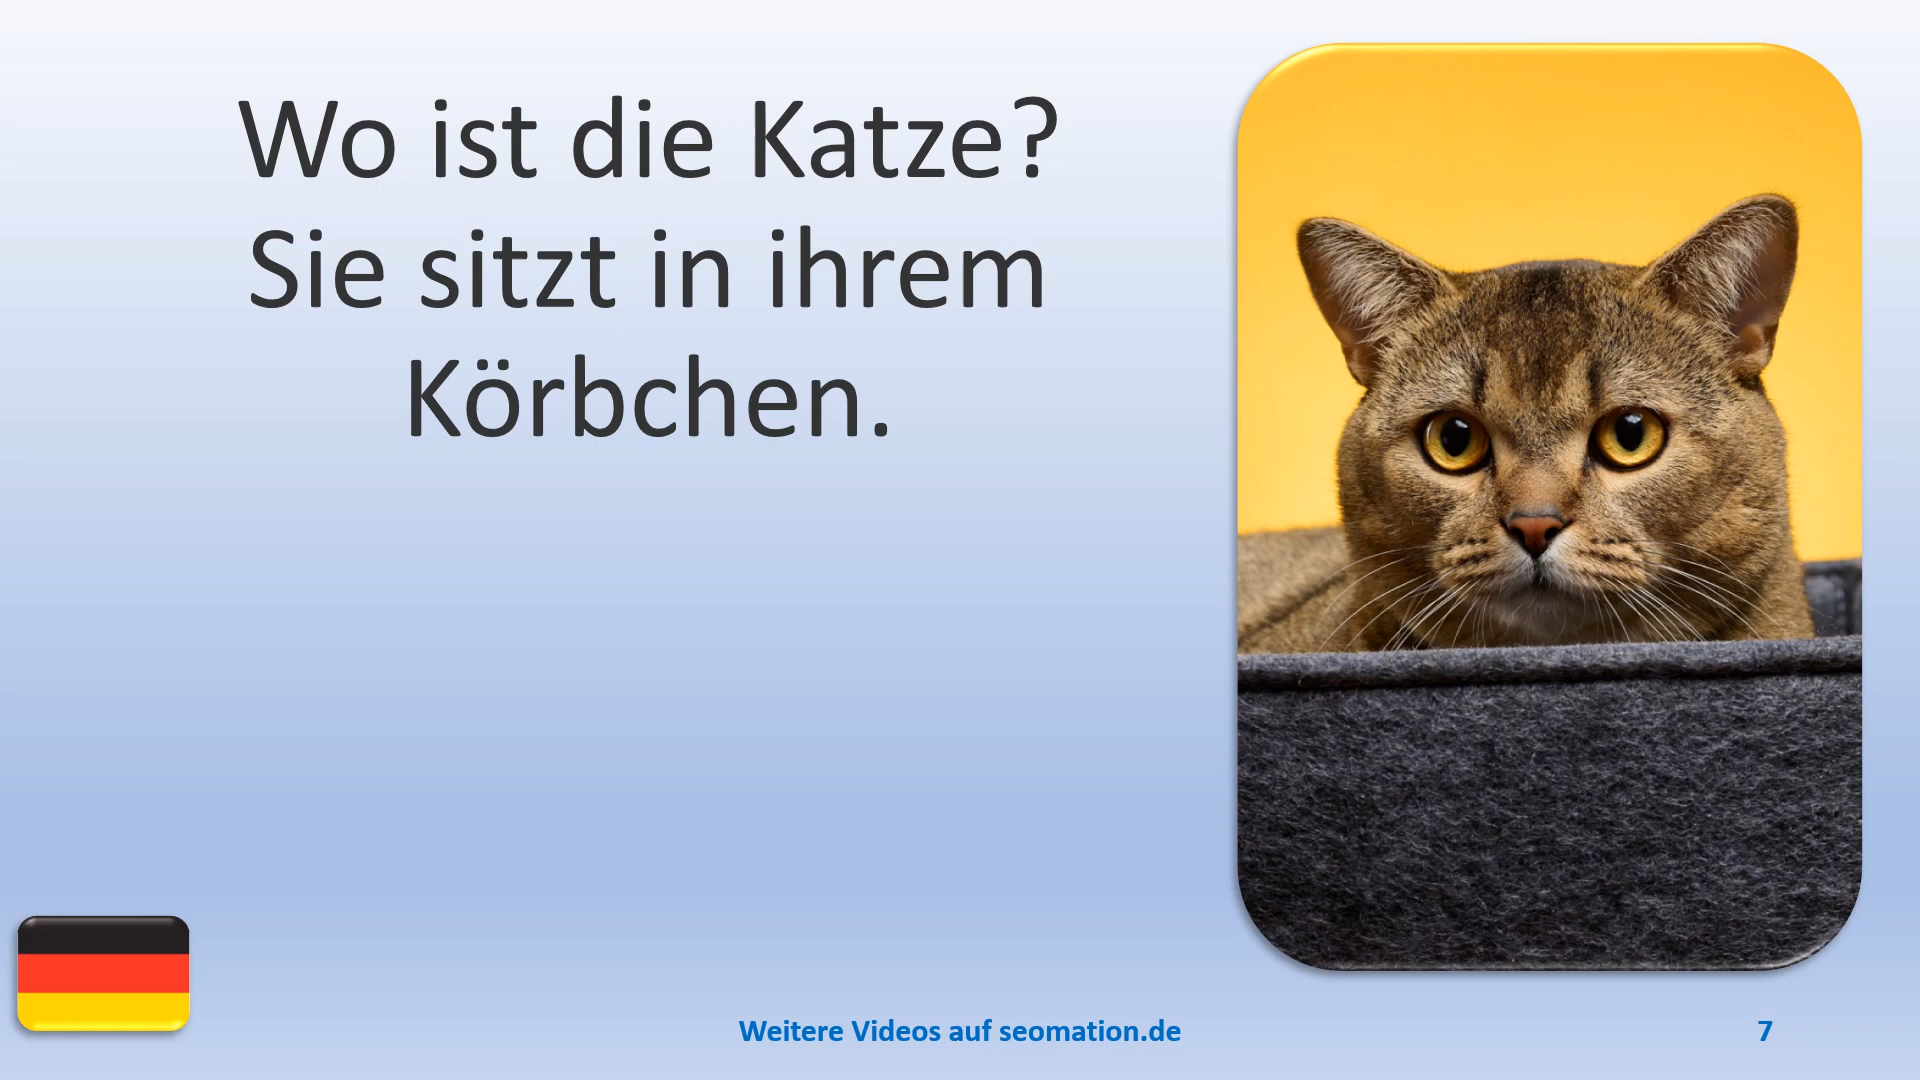 Wo ist die Katze?
Sie sitzt in ihrem
Körbchen.
Weitere Videos auf seomation.de
7